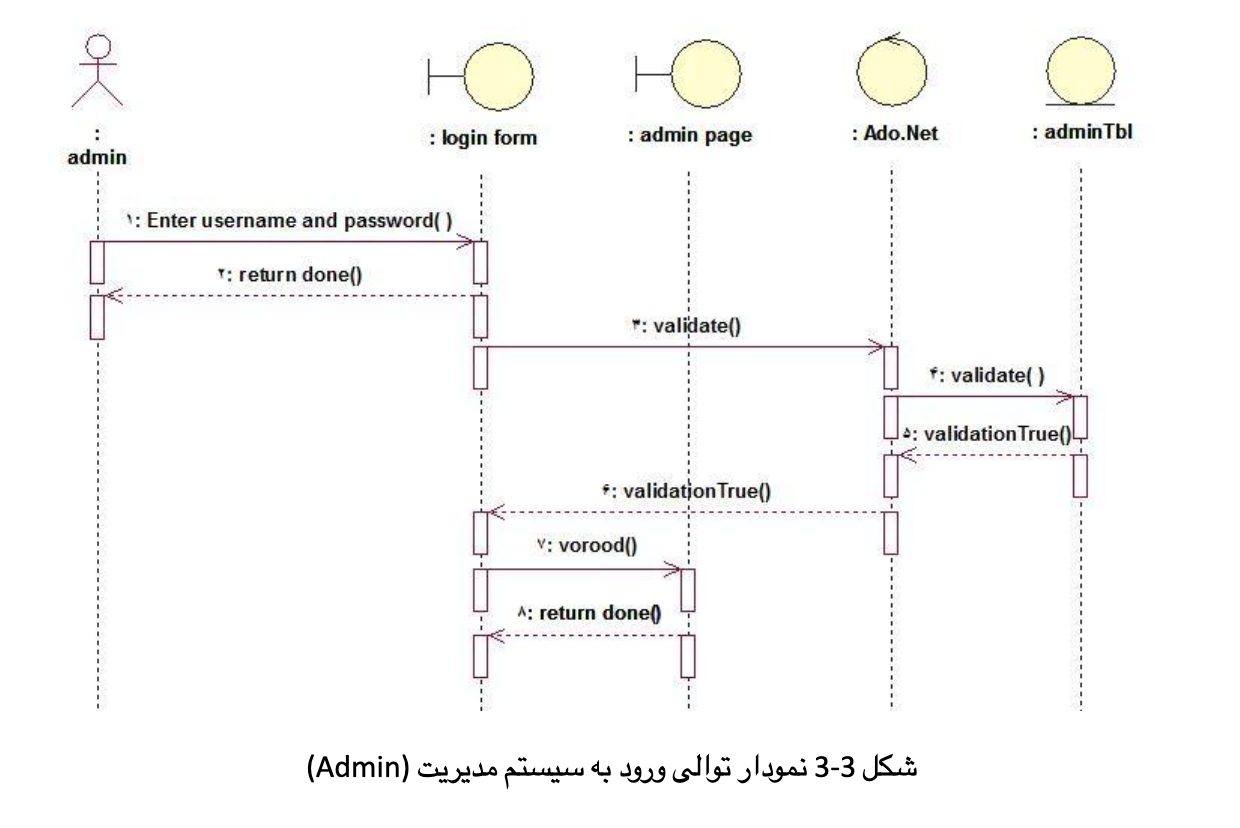 :
admin
: login form
: admin page
: Ado.Net
: adminTbl
۱: Enter username and password( )
۲: return done()
۳: validate()
۴: validate( )
۵: validationTrue()
۶: validationTrue()
۷: vorood()
۸: return done()
شکل 3-3 نمودار توالی ورود به سیستم مدیریت (Admin)